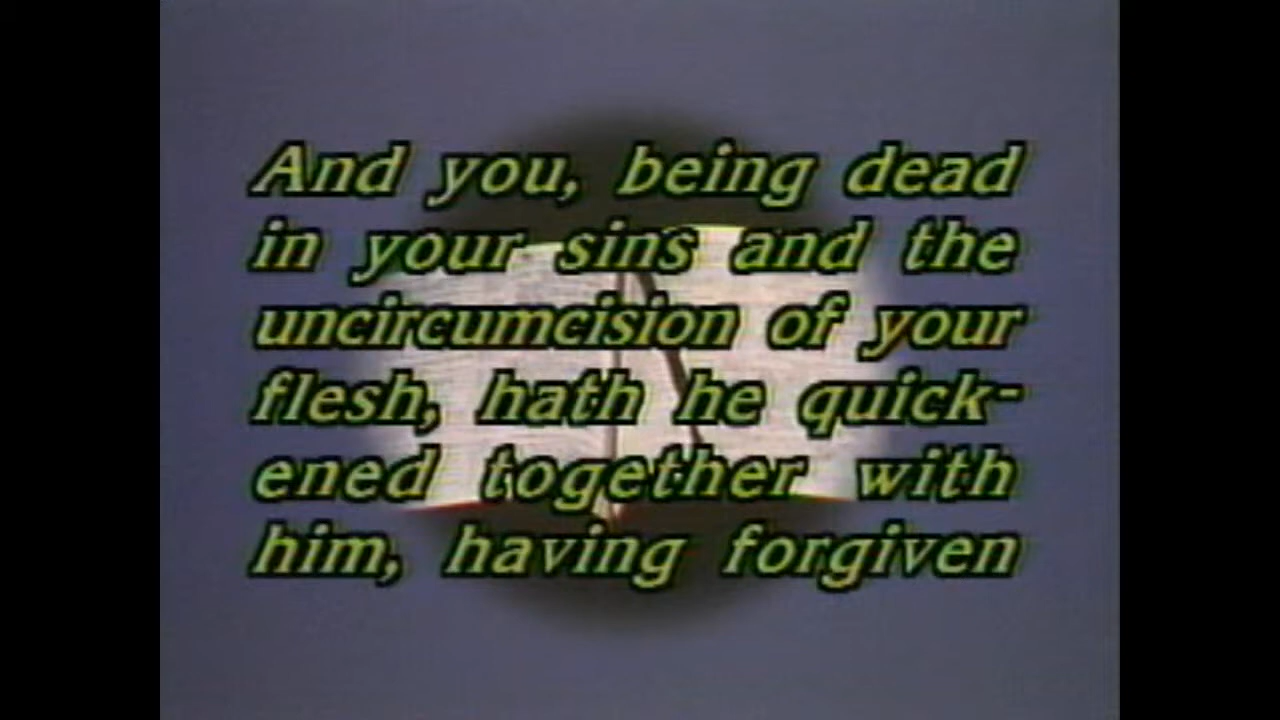 And you, being dead
in your sins and the
uncircumcision of your
flesh, hath he quick-
ened together with
him, having forgiven